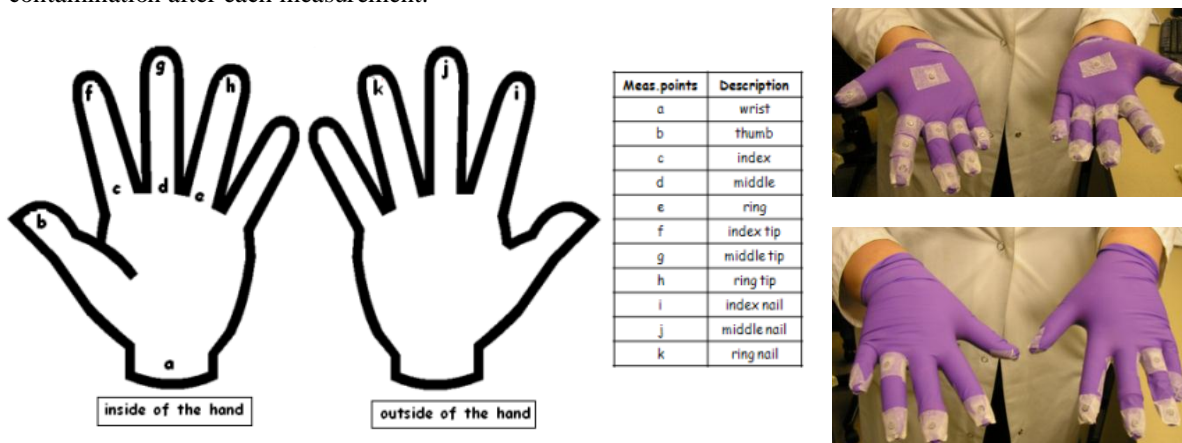 contamination after each measurement.
g
j
f
h
k
i
c
d
e
b
a
inside of the hand
outside of the hand
Meas.points Description
a wrist
b thumb
c index
d middle
e ring
f index tip
g middle tip
h ring tip
i index nail
j middle nail
k ring nail